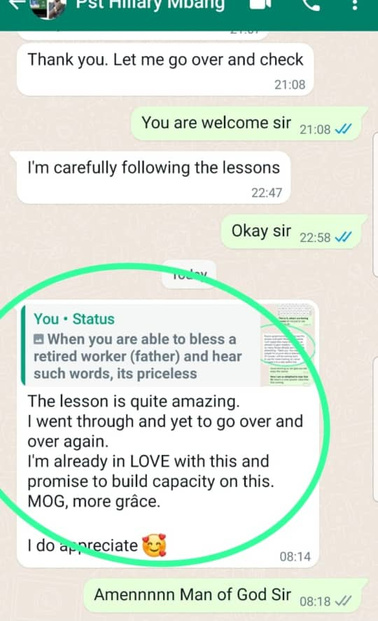 Pst Hillary Mbang
Thank you. Let me go over and check
21:08
You are welcome sir 21:08
I'm carefully following the lessons
22:47
Okay sir 22:58
Today
You • Status
When you are able to bless a
retired worker (father) and hear
such words, its priceless
The lesson is quite amazing.
I went through and yet to go over and
over again.
I'm already in LOVE with this and
promise to build capacity on this.
MOG, more grâce.
I do appreciate 🥰
08:14
Amennnnn Man of God Sir 08:18